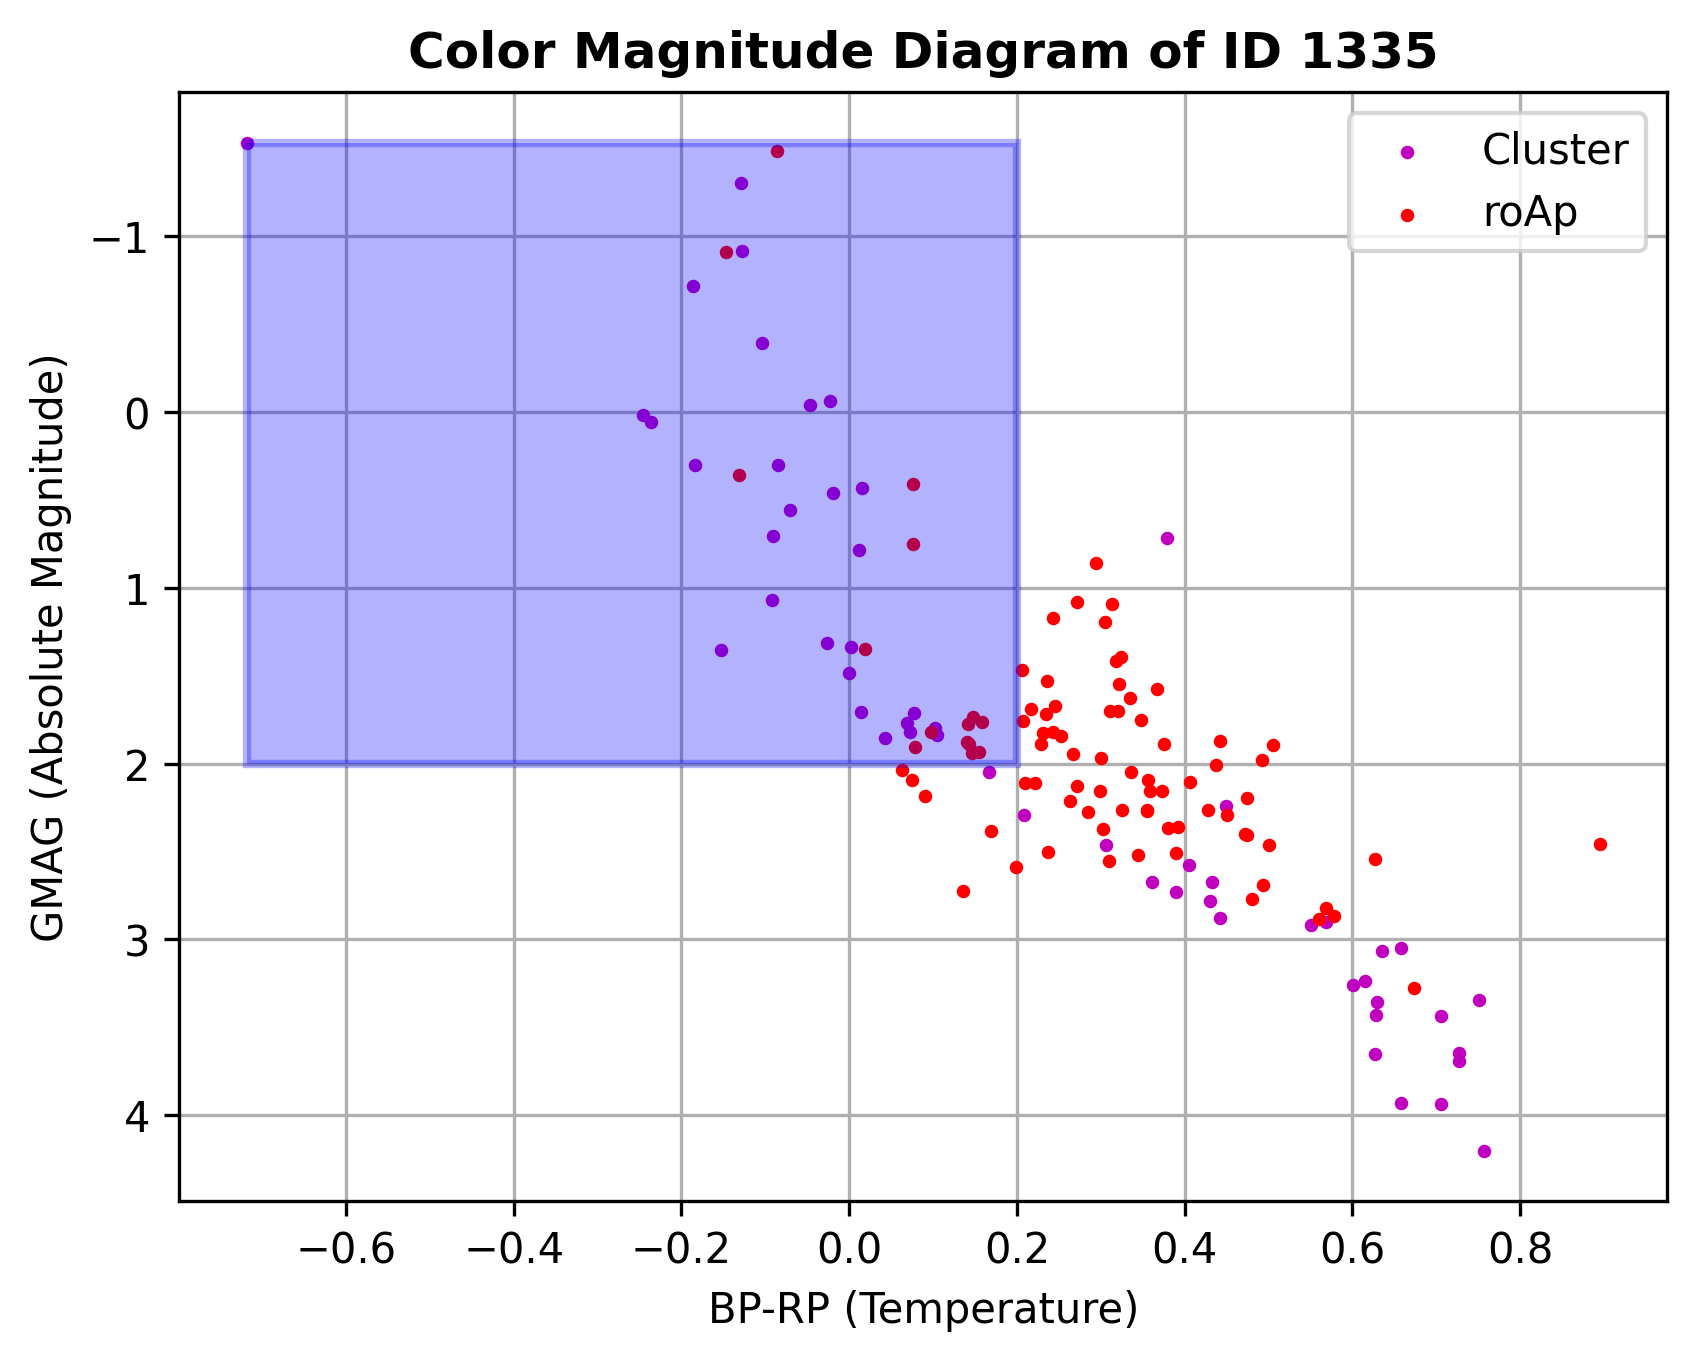 Color Magnitude Diagram of ID 1335
Cluster
roAp
GMAG (Absolute Magnitude)
−1
0
1
2
3
4
−0.6 −0.4 −0.2 0.0 0.2 0.4 0.6 0.8
BP-RP (Temperature)